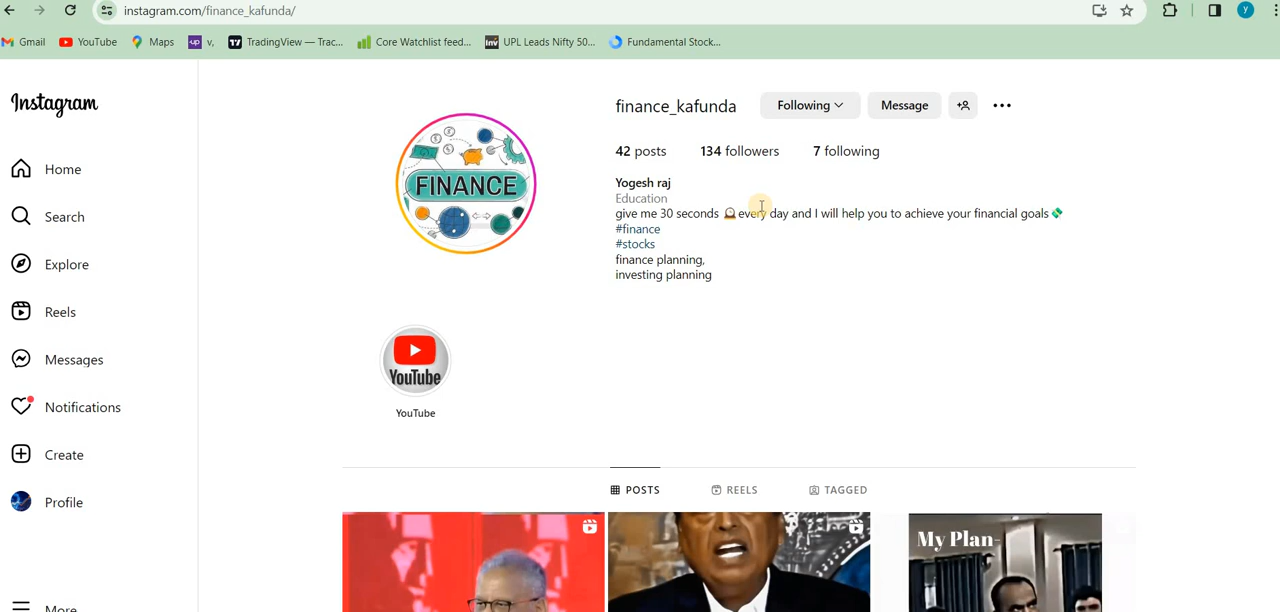 instagram.com/finance_kafunda/
y
Gmail
YouTube
Maps
up v,
TradingView — Trac...
Core Watchlist feed...
inv UPL Leads Nifty 50...
Fundamental Stock...
Instagram
Home
Search
Explore
Reels
Messages
Notifications
Create
Profile
More
FINANCE
finance_kafunda
Following
Message
42 posts 134 followers 7 following
Yogesh raj
Education
give me 30 seconds 🕰️ every day and I will help you to achieve your financial goals 💸
#finance
#stocks
finance planning,
investing planning
YouTube
YouTube
POSTS
REELS
TAGGED
My Plan-